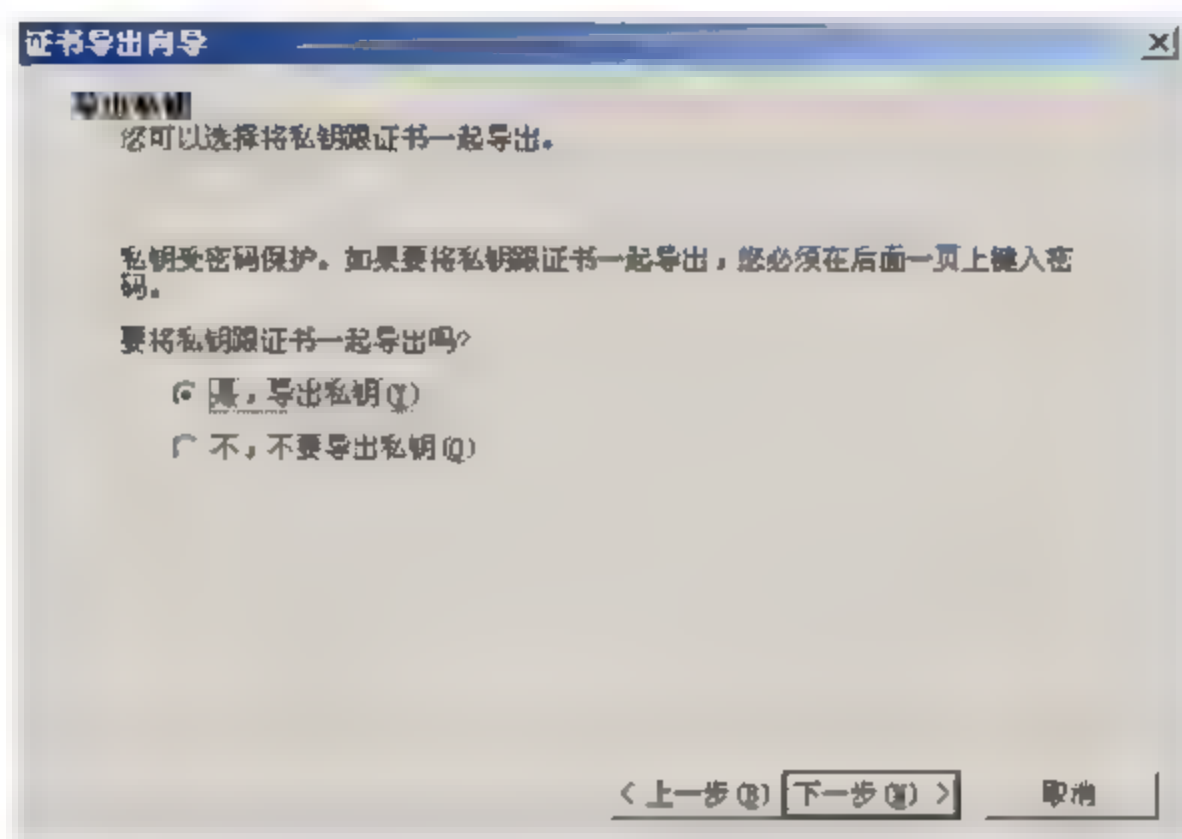 证书导出向导
导出私钥
您可以选择将私钥跟证书一起导出。
私钥受密码保护。如果要将私钥跟证书一起导出，您必须在后面一页上键入密
码。
要将私钥跟证书一起导出吗?
是，导出私钥(Y)
不，不要导出私钥(O)
< 上一步(B)
下一步(N) >
取消